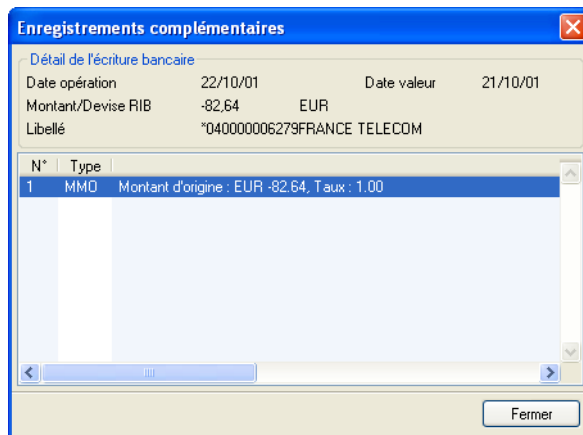 Enregistrements complémentaires
Détail de l'écriture bancaire
Date opération 22/10/01 Date valeur 21/10/01
Montant/Devise RIB -82,64 EUR
Libellé *040000006279FRANCE TELECOM
N° Type
1 MMO Montant d'origine : EUR -82.64, Taux : 1.00
Fermer